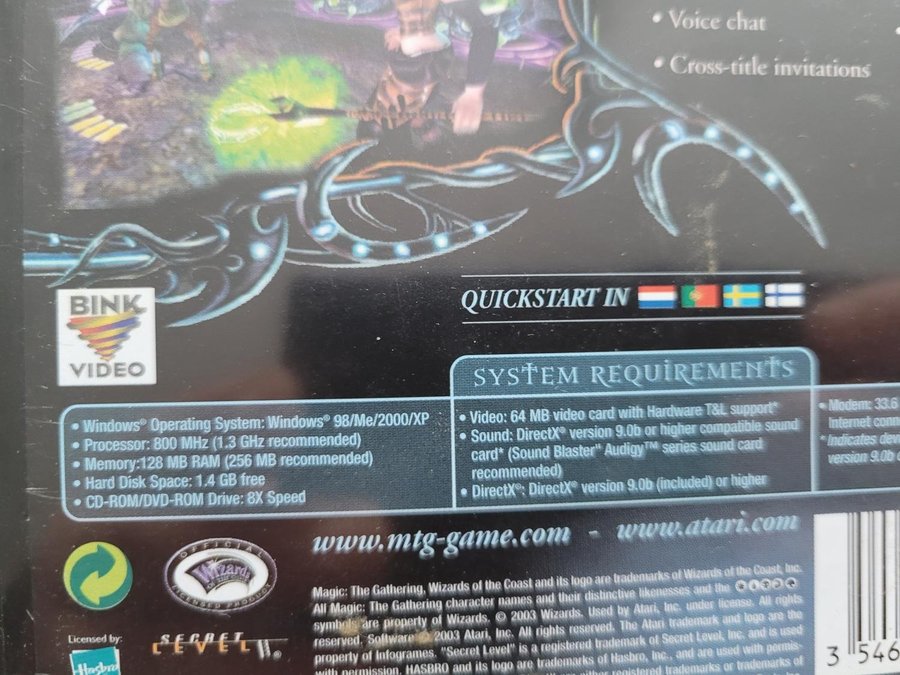 • Voice chat
• Cross-title invitations
BINK
VIDEO
QUICKSTART IN
SYSTEM REQUIREMENTS
• Windows® Operating System: Windows® 98/Me/2000/XP
• Processor: 800 MHz (1.3 GHz recommended)
• Memory:128 MB RAM (256 MB recommended)
• Hard Disk Space: 1.4 GB free
• CD-ROM/DVD-ROM Drive: 8X Speed
• Video: 64 MB video card with Hardware T&L support*
• Sound: DirectX® version 9.0b or higher compatible sound
card* (Sound Blaster® Audigy™ series sound card
recommended)
• DirectX®: DirectX® version 9.0b (included) or higher
• Modem: 33.6
Internet conn
*Indicates devi
version 9.0b
www.mtg-game.com - www.atari.com
OFFICIAL
Wizards
OF THE COAST
LICENSED PRODUCT
Licensed by:
Hasbro
SECRET
LEVEL
Magic: The Gathering, Wizards of the Coast and its logo are trademarks of Wizards of the Coast, Inc.
All Magic: The Gathering character names and their distinctive likenesses and the
symbols are property of Wizards. © 2003 Wizards. Used by Atari, Inc. under license. All rights
reserved. Software © 2003 Atari, Inc. All rights reserved. The Atari trademark and logo are the
property of Infogrames. "Secret Level" is a registered trademark of Secret Level, Inc. and is used
with permission. HASBRO and its logo are trademarks of Hasbro, Inc., and are used with permis-
either registered trademarks or trademarks of
3 546